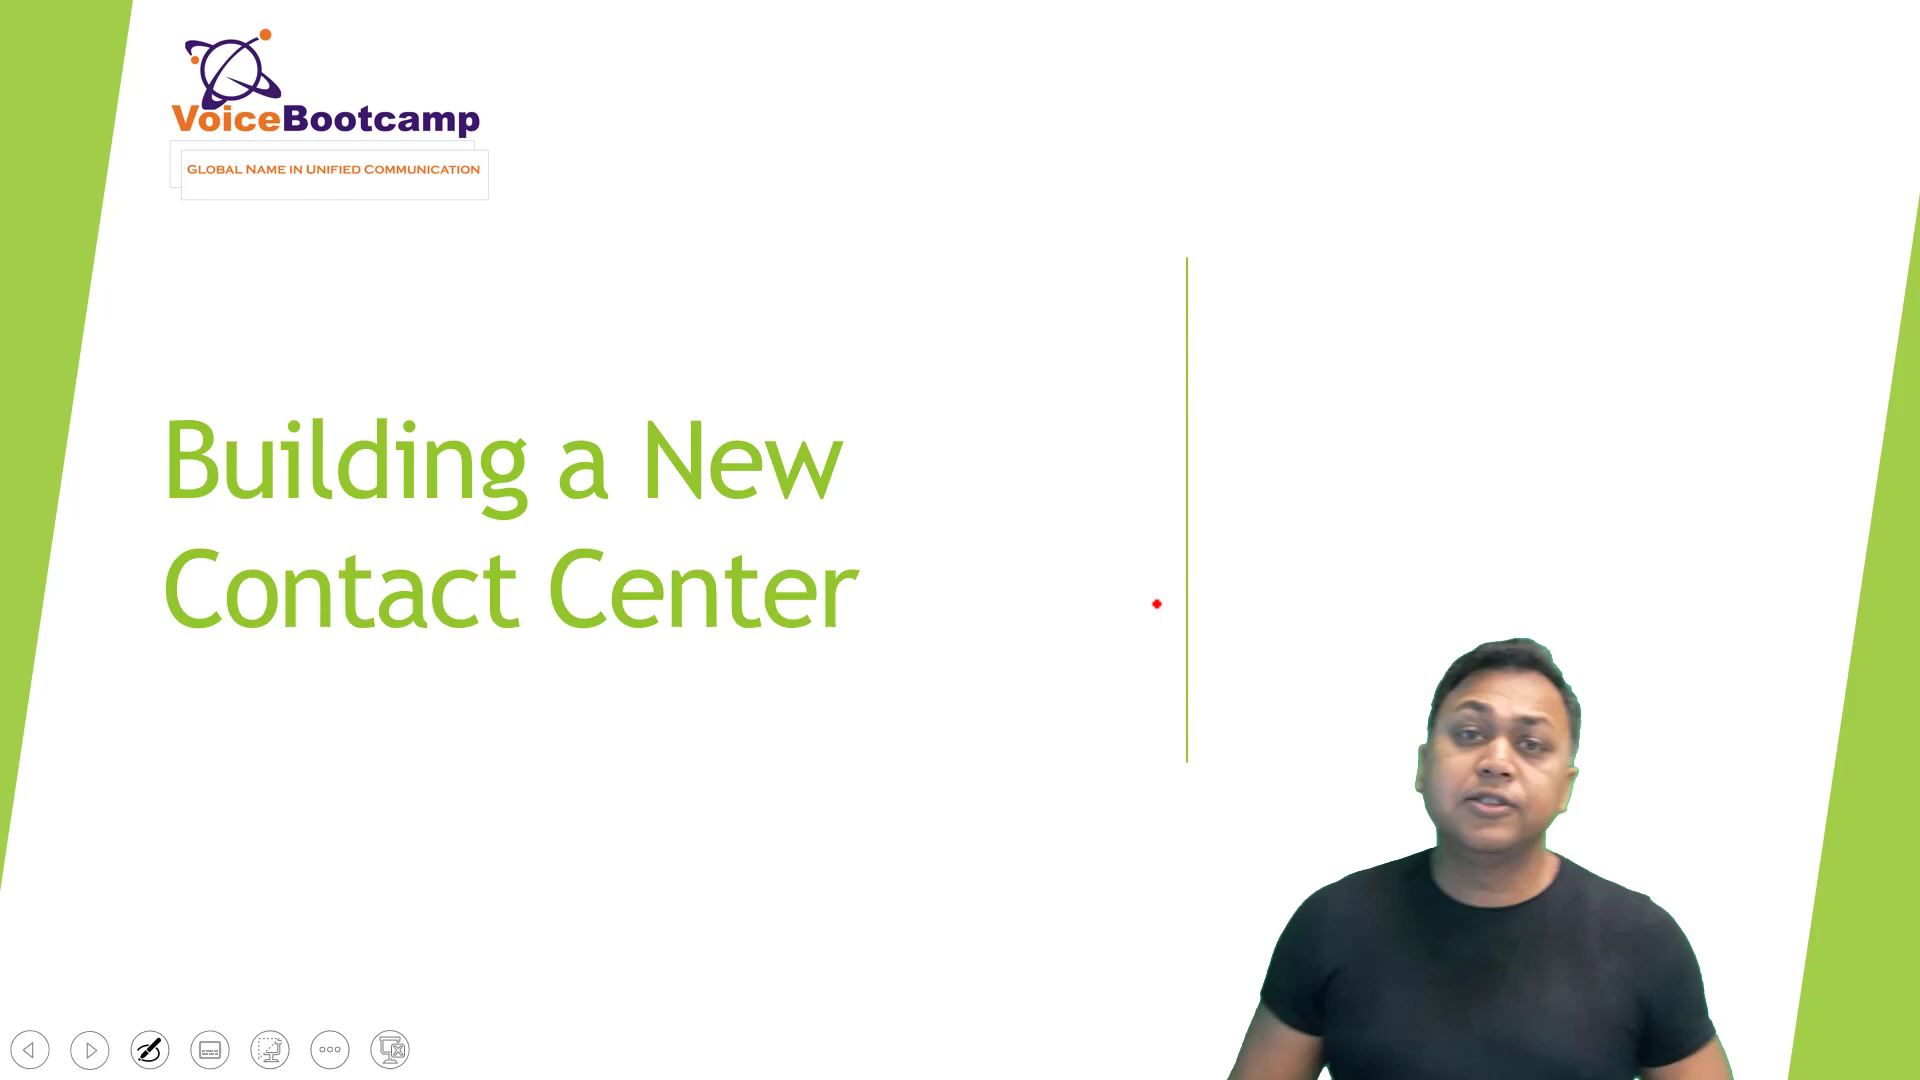 VoiceBootcamp
GLOBAL NAME IN UNIFIED COMMUNICATION
Building a New
Contact Center